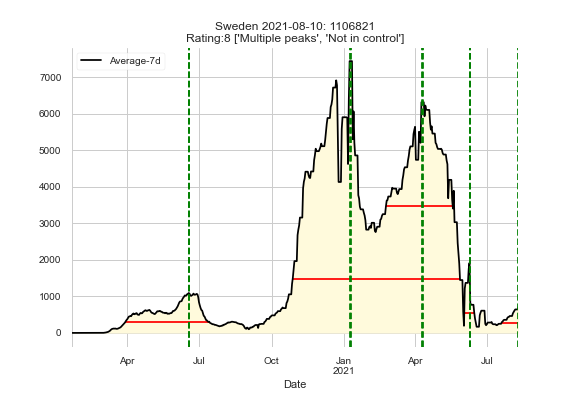 Sweden 2021-08-10: 1106821
Rating:8 ['Multiple peaks', 'Not in control']
Average-7d
7000
6000
5000
4000
3000
2000
1000
0
Apr Jul Oct Jan Apr Jul
2021
Date